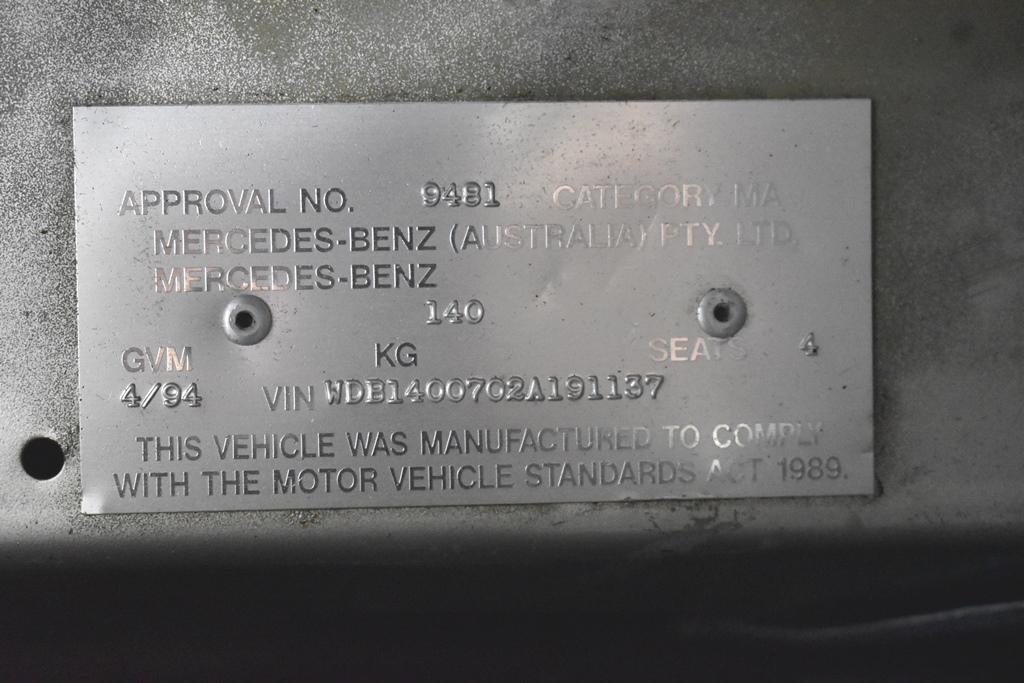 APPROVAL NO. 9481 CATEGORY MA
MERCEDES-BENZ (AUSTRALIA) PTY. LTD.
MERCEDES-BENZ
140
GVM KG SEATS 4
4/94 VIN WDB1400702A191137
THIS VEHICLE WAS MANUFACTURED TO COMPLY
WITH THE MOTOR VEHICLE STANDARDS ACT 1989.